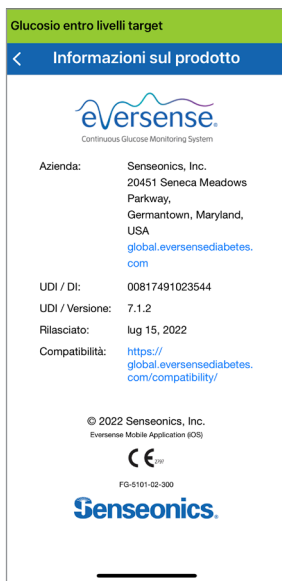 Glucosio entro livelli target
Informazioni sul prodotto
eversense.
Continuous Glucose Monitoring System
Azienda: Senseonics, Inc.
20451 Seneca Meadows
Parkway,
Germantown, Maryland,
USA
global.eversensediabetes.
com
UDI / DI: 00817491023544
UDI / Versione: 7.1.2
Rilasciato: lug 15, 2022
Compatibilità: https://
global.eversensediabetes.
com/compatibility/
© 2022 Senseonics, Inc.
Eversense Mobile Application (iOS)
CE 2797
FG-5101-02-300
Senseonics.